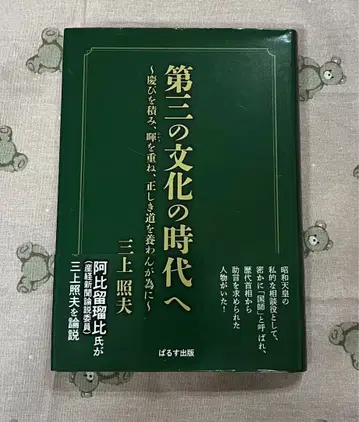 第三の文化の時代へ
~慶びを積み、暉を重ね、正しき道を養わんが為に~
三上照夫
昭和天皇の
私的な相談役として、
密かに「国師」と呼ばれ、
歴代首相から
助言を求められた
人物がいた!
阿比留瑠比氏が
(産経新聞論説委員)
三上照夫を論説
ぱるす出版